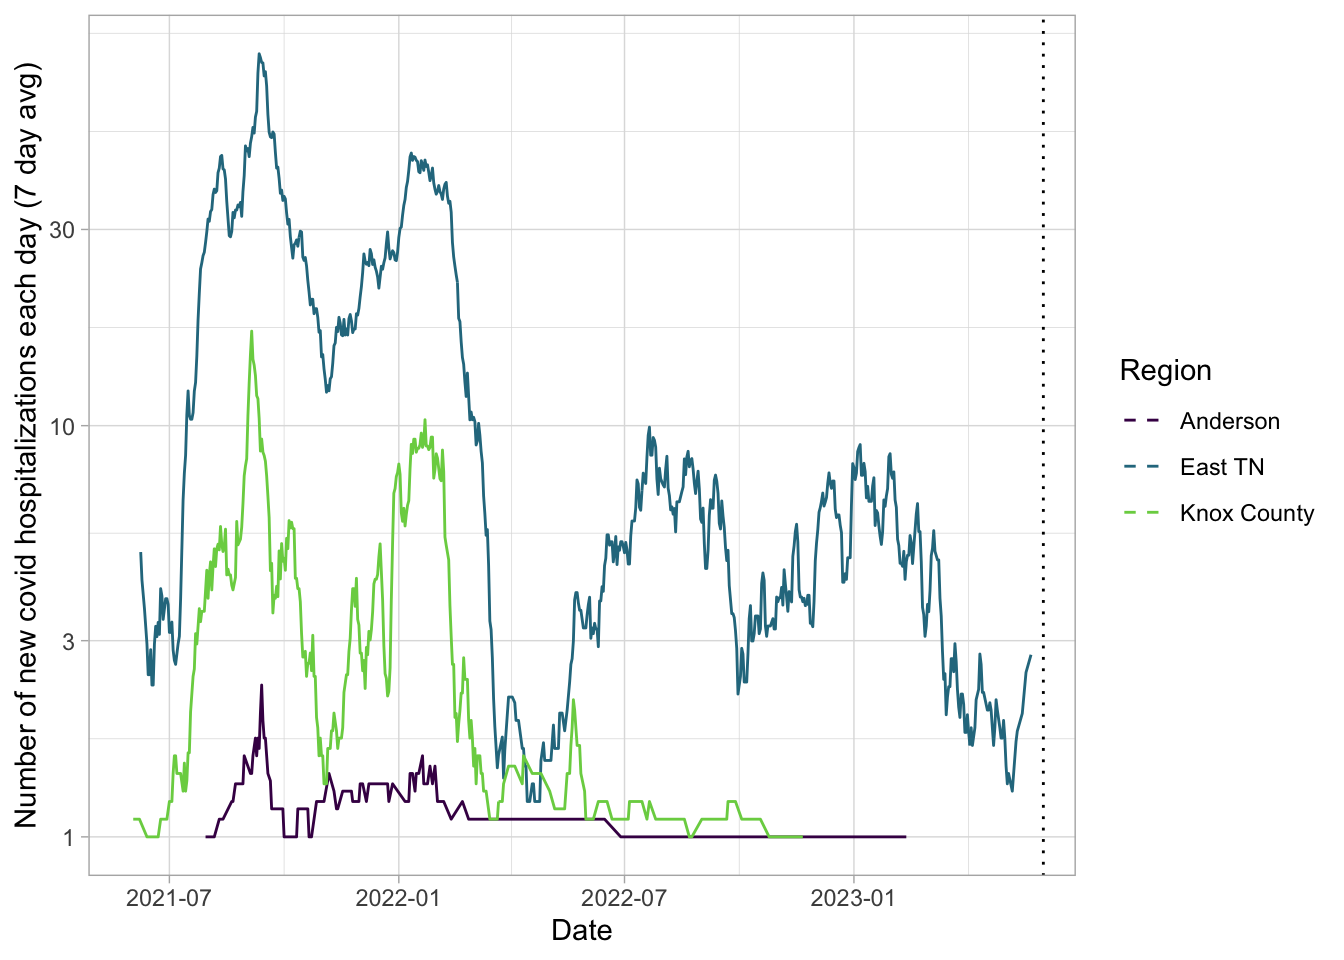 Number of new covid hospitalizations each day (7 day avg)
30
10
3
1
2021-07
2022-01
2022-07
2023-01
Date
Region
Anderson
East TN
Knox County